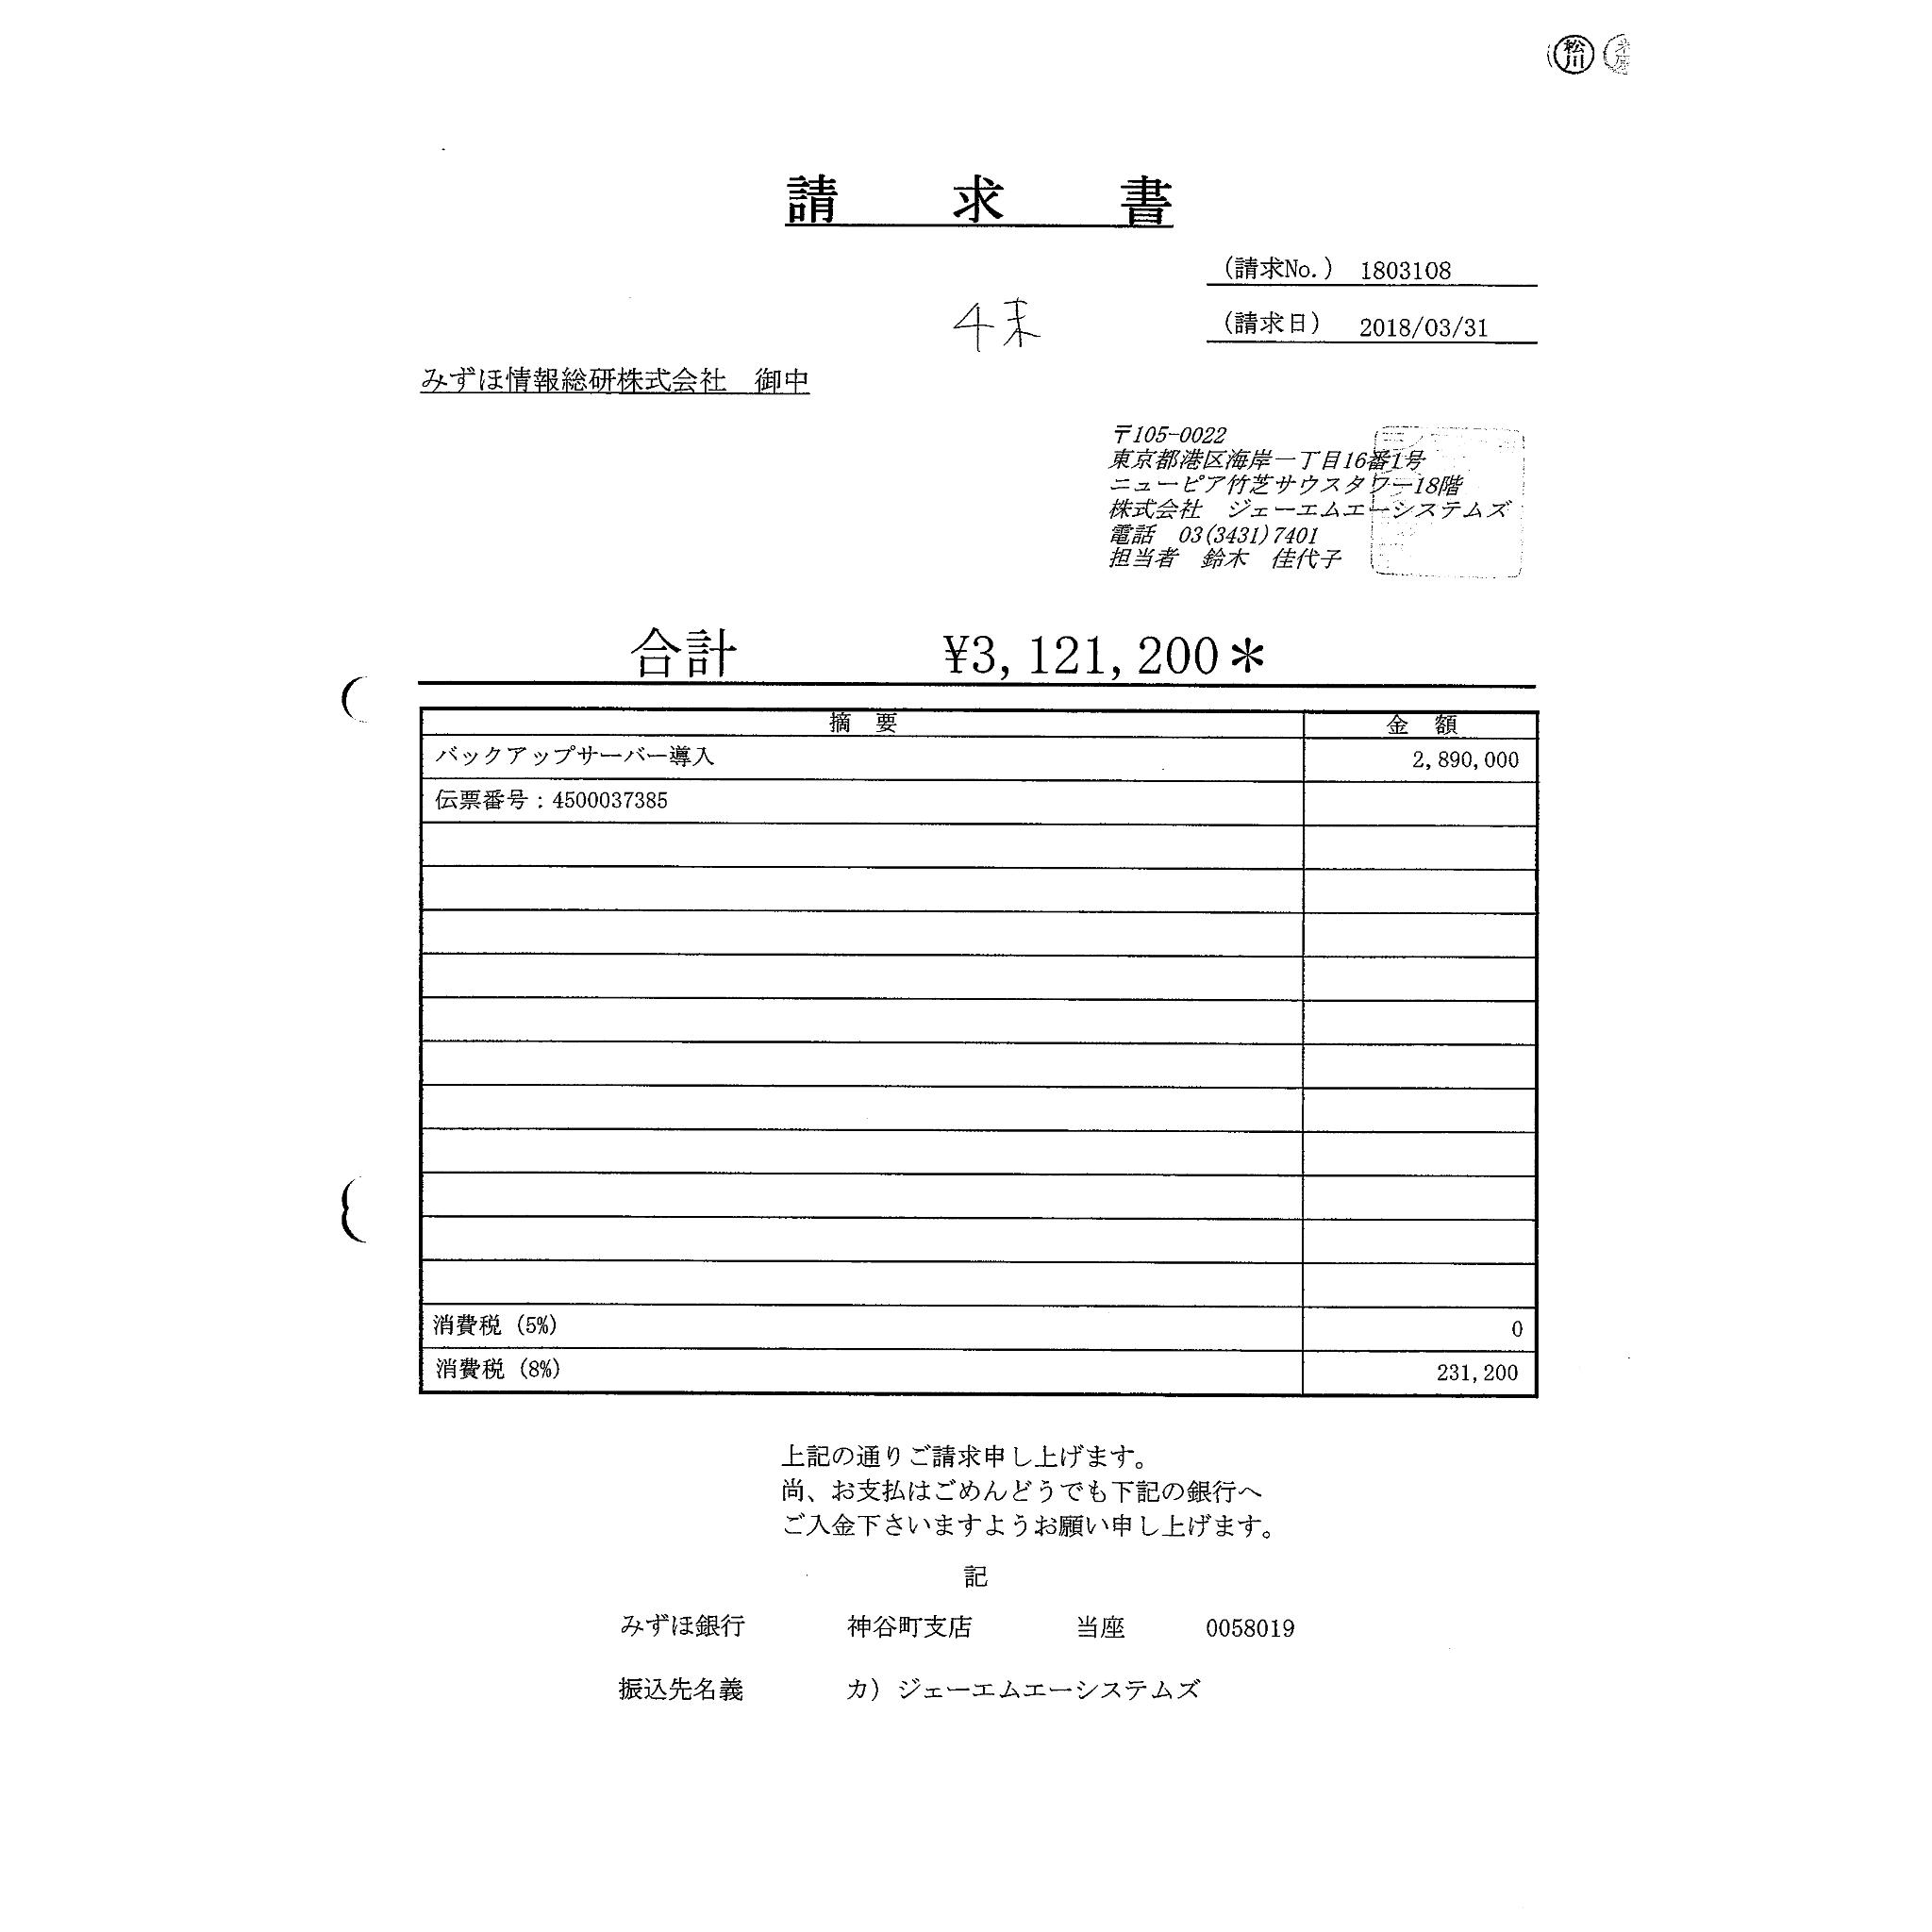 松川
請求書
(請求No.) 1803108
4末
(請求日) 2018/03/31
みずほ情報総研株式会社 御中
〒105-0022
東京都港区海岸一丁目16番1号
ニューピア竹芝サウスタワー18階
株式会社 ジェーエムエーシステムズ
電話 03(3431)7401
担当者 鈴木 佳代子
合計 ¥3,121,200*
摘要 金額
バックアップサーバー導入 2,890,000
伝票番号:4500037385
消費税(5%) 0
消費税(8%) 231,200
上記の通りご請求申し上げます。
尚、お支払はごめんどうでも下記の銀行へ
ご入金下さいますようお願い申し上げます。
記
みずほ銀行 神谷町支店 当座 0058019
振込先名義 カ)ジェーエムエーシステムズ